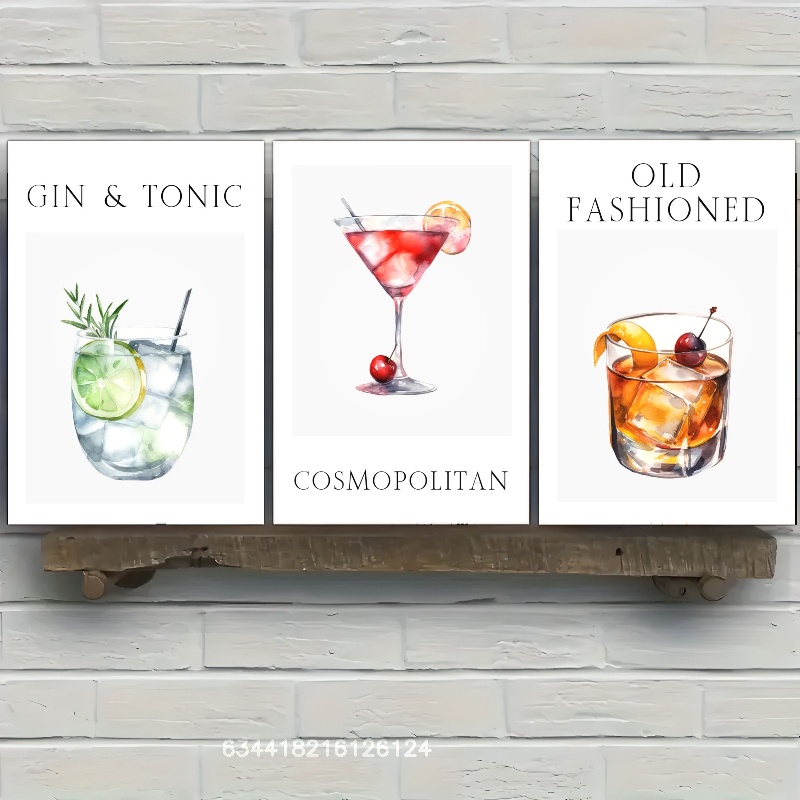 GIN & TONIC
COSMOPOLITAN
OLD
FASHIONED
634418216126124